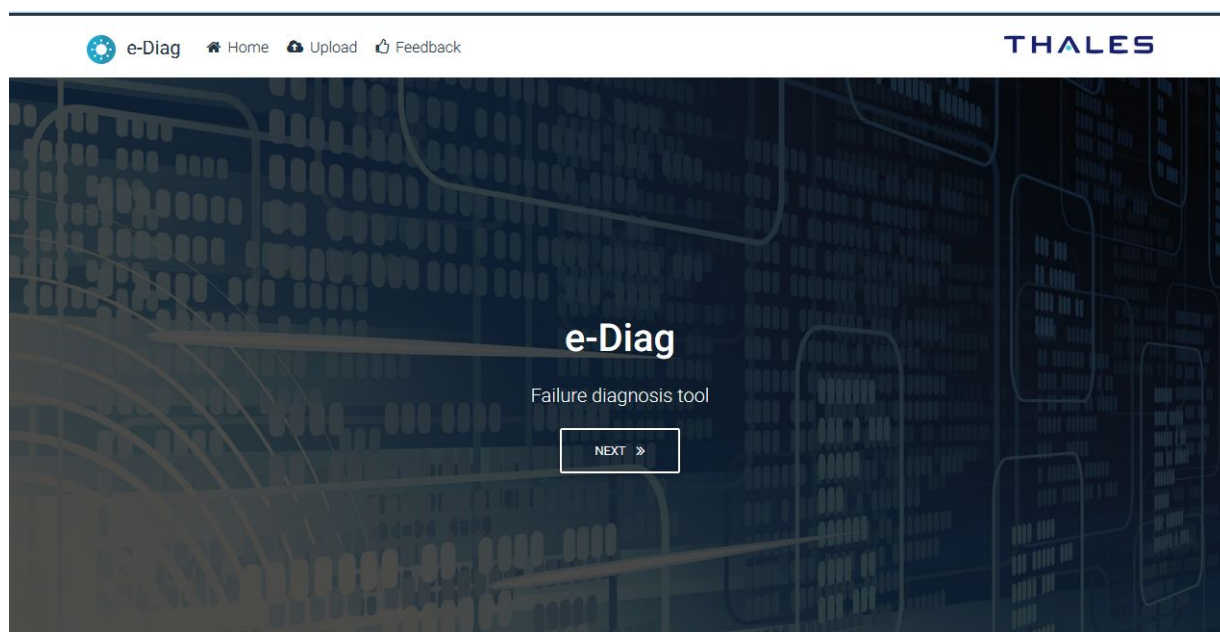 e-Diag Home Upload Feedback THALES
e-Diag
Failure diagnosis tool
NEXT »